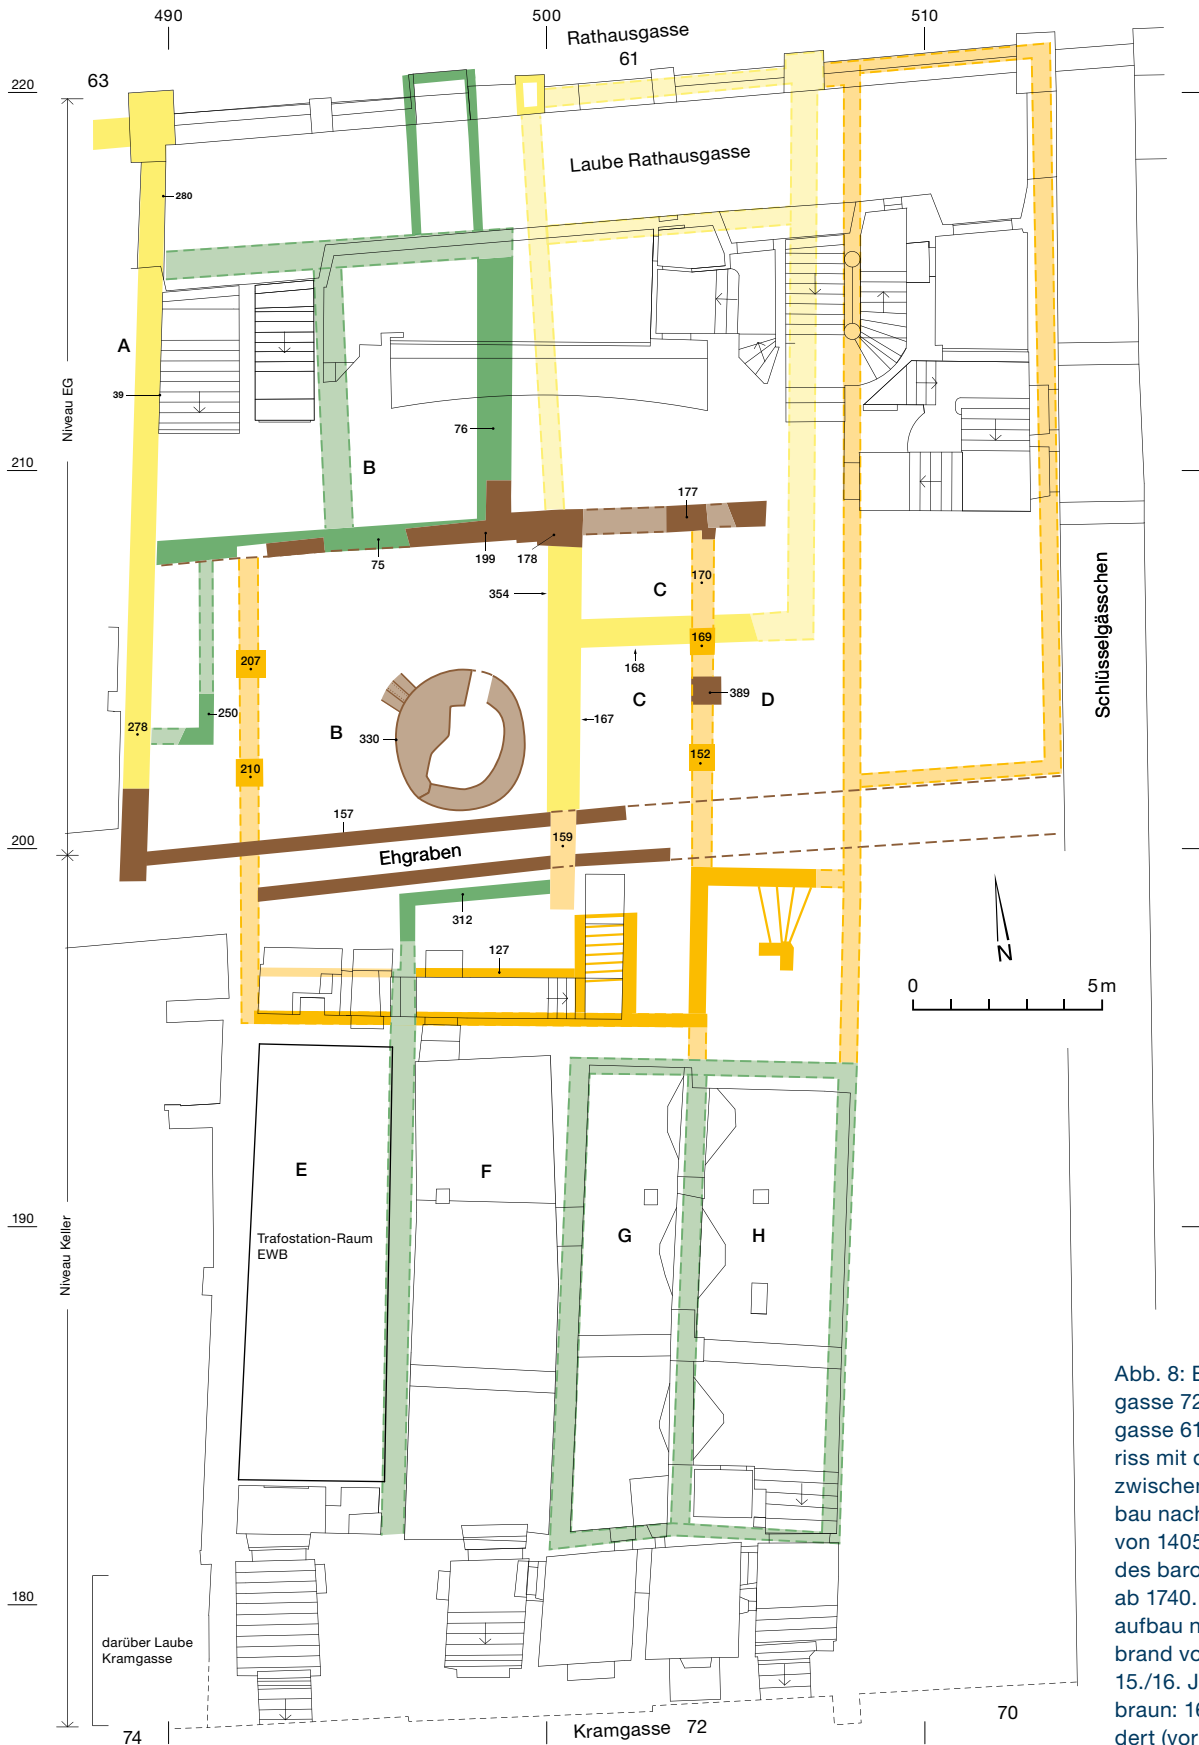 490
500
510
Rathausgasse
61
63
220
Laube Rathausgasse
280
A
Niveau EG
39
76
B
210
177
75
199
178
354
C
170
Schlüsselgässchen
207
169
168
250
C
389
D
278
B
330
167
210
152
157
200
159
Ehgraben
312
N
127
0
5 m
E
F
190
Niveau Keller
Trafostation-Raum
EWB
G
H
Abb. 8: B
gasse 72
gasse 61
riss mit d
zwischen
bau nach
von 1405
des baro
ab 1740.
aufbau n
brand vo
15./16. J
braun: 16
dert (vor
180
darüber Laube
Kramgasse
74
Kramgasse
72
70